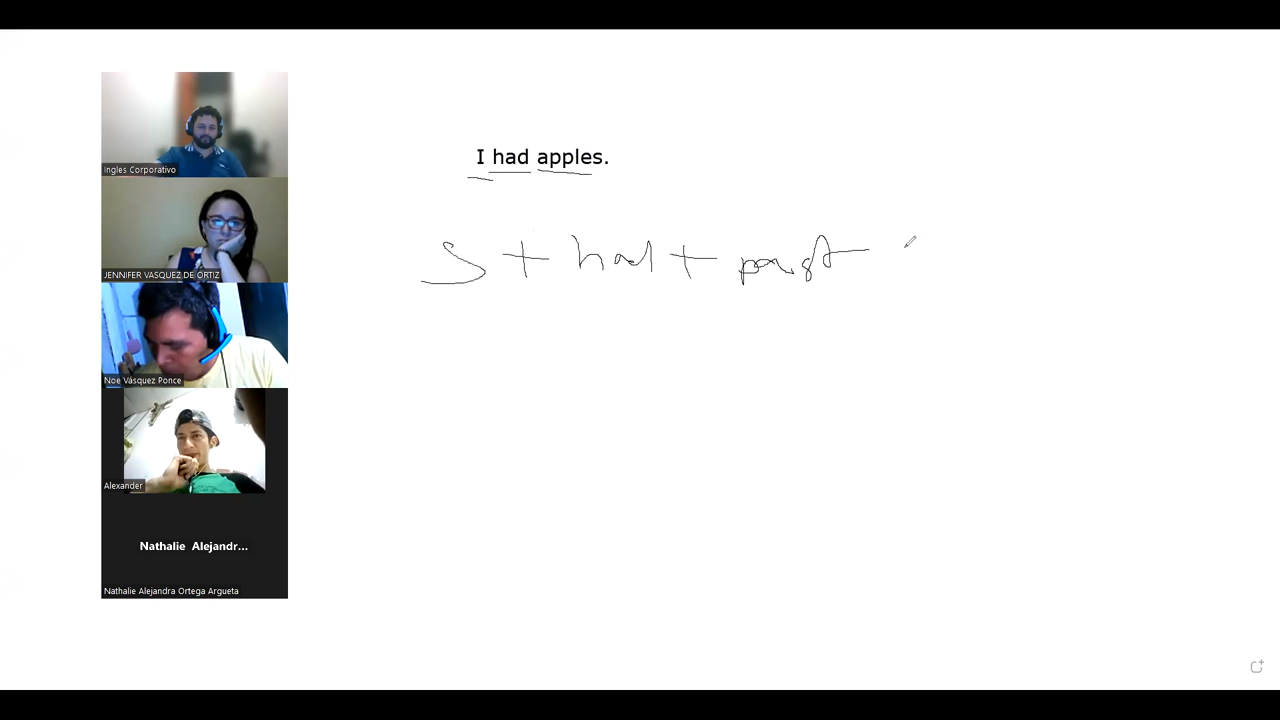 Ingles Corporativo
JENNIFER VASQUEZ DE ORTIZ
Noe Vásquez Ponce
Alexander
Nathalie Alejandr...
Nathalie Alejandra Ortega Argueta
I had apples.
S + had + past